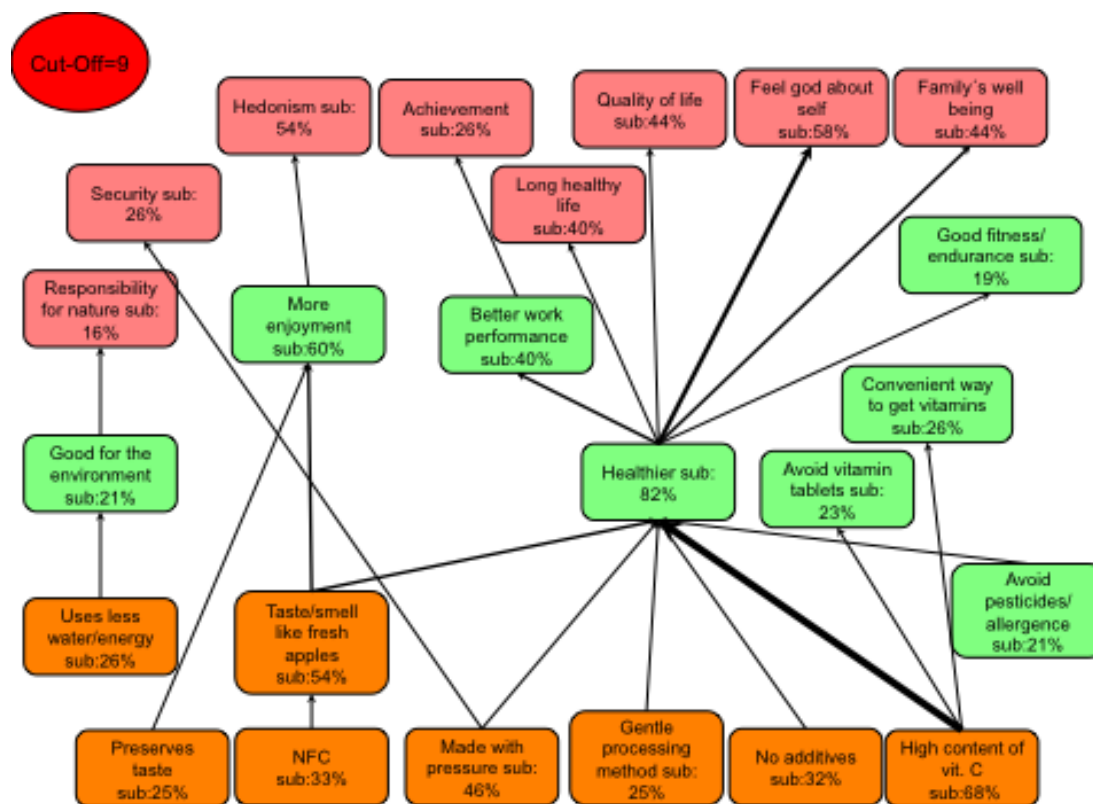 Cut-Off=9
Hedonism sub:
54%
Achievement
sub:26%
Quality of life
sub:44%
Feel god about
self
sub:58%
Family´s well
being
sub:44%
Security sub:
26%
Long healthy
life
sub:40%
Good fitness/
endurance sub:
19%
Responsibility
for nature sub:
16%
More
enjoyment
sub:60%
Better work
performance
sub:40%
Convenient way
to get vitamins
sub:26%
Good for the
environment
sub:21%
Healthier sub:
82%
Avoid vitamin
tablets sub:
23%
Uses less
water/energy
sub:26%
Taste/smell
like fresh
apples
sub:54%
Avoid
pesticides/
allergence
sub:21%
Preserves
taste
sub:25%
NFC
sub:33%
Made with
pressure sub:
46%
Gentle
processing
method sub:
25%
No additives
sub:32%
High content of
vit. C
sub:68%